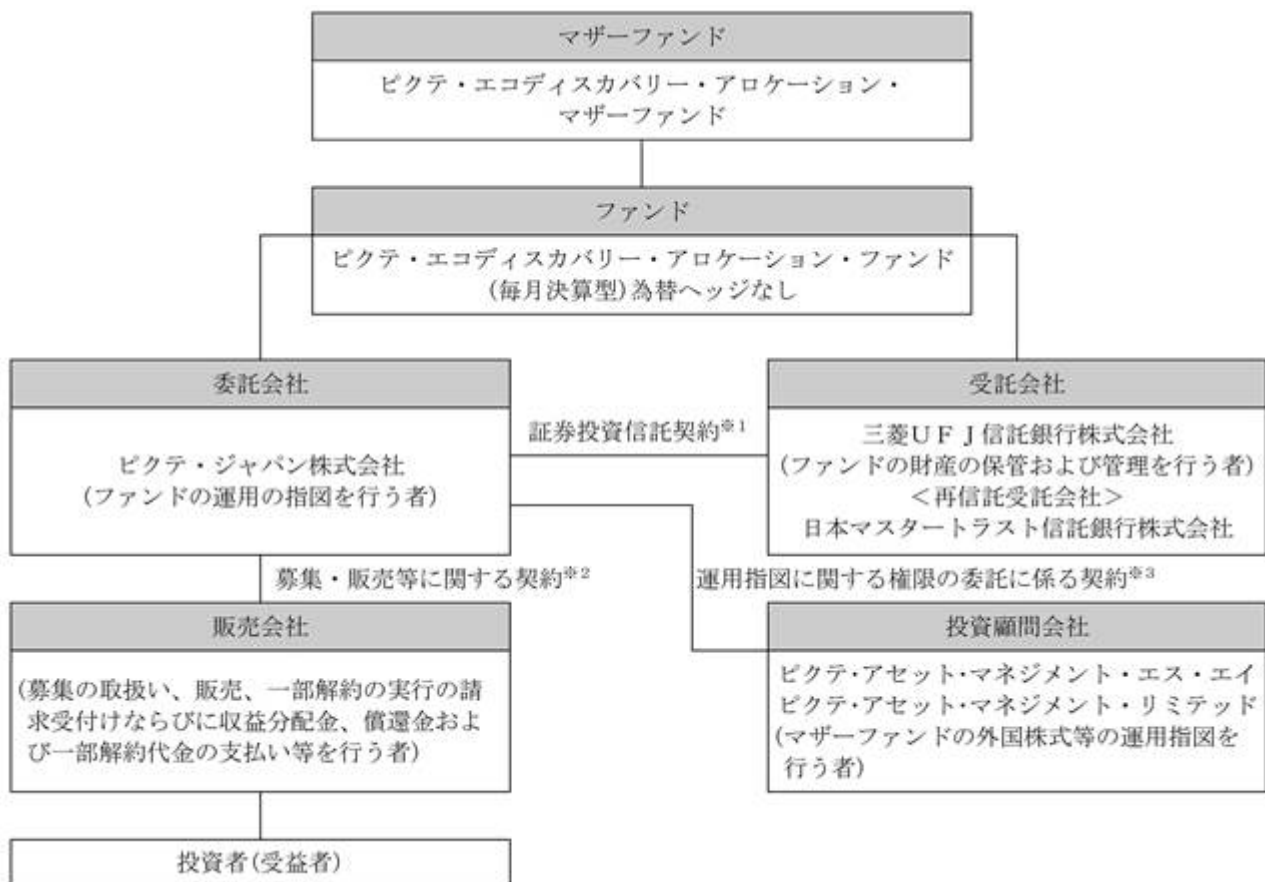 マザーファンド
ピクテ・エコディスカバリー・アロケーション・
マザーファンド
ファンド
ピクテ・エコディスカバリー・アロケーション・ファンド
(毎月決算型)為替ヘッジなし
委託会社
ピクテ・ジャパン株式会社
(ファンドの運用の指図を行う者)
証券投資信託契約※1
受託会社
三菱ＵＦＪ信託銀行株式会社
(ファンドの財産の保管および管理を行う者)
＜再信託受託会社＞
日本マスタートラスト信託銀行株式会社
募集・販売等に関する契約※2
運用指図に関する権限の委託に係る契約※3
販売会社
(募集の取扱い、販売、一部解約の実行の請
求受付けならびに収益分配金、償還金およ
び一部解約代金の支払い等を行う者)
投資顧問会社
ピクテ・アセット・マネジメント・エス・エイ
ピクテ・アセット・マネジメント・リミテッド
(マザーファンドの外国株式等の運用指図を
行う者)
投資者(受益者)